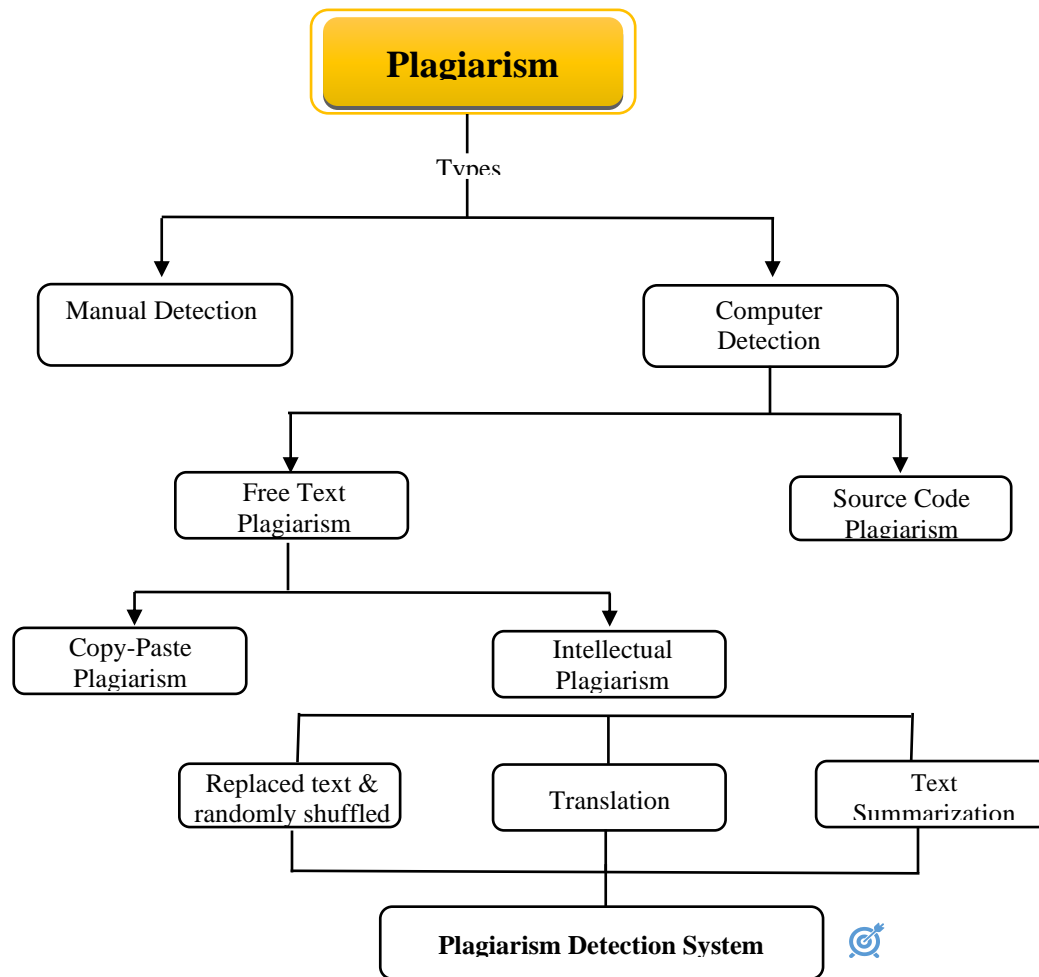 Plagiarism
Types
Manual Detection
Computer
Detection
Free Text
Plagiarism
Source Code
Plagiarism
Copy-Paste
Plagiarism
Intellectual
Plagiarism
Replaced text &
randomly shuffled
Translation
Text
Summarization
Plagiarism Detection System